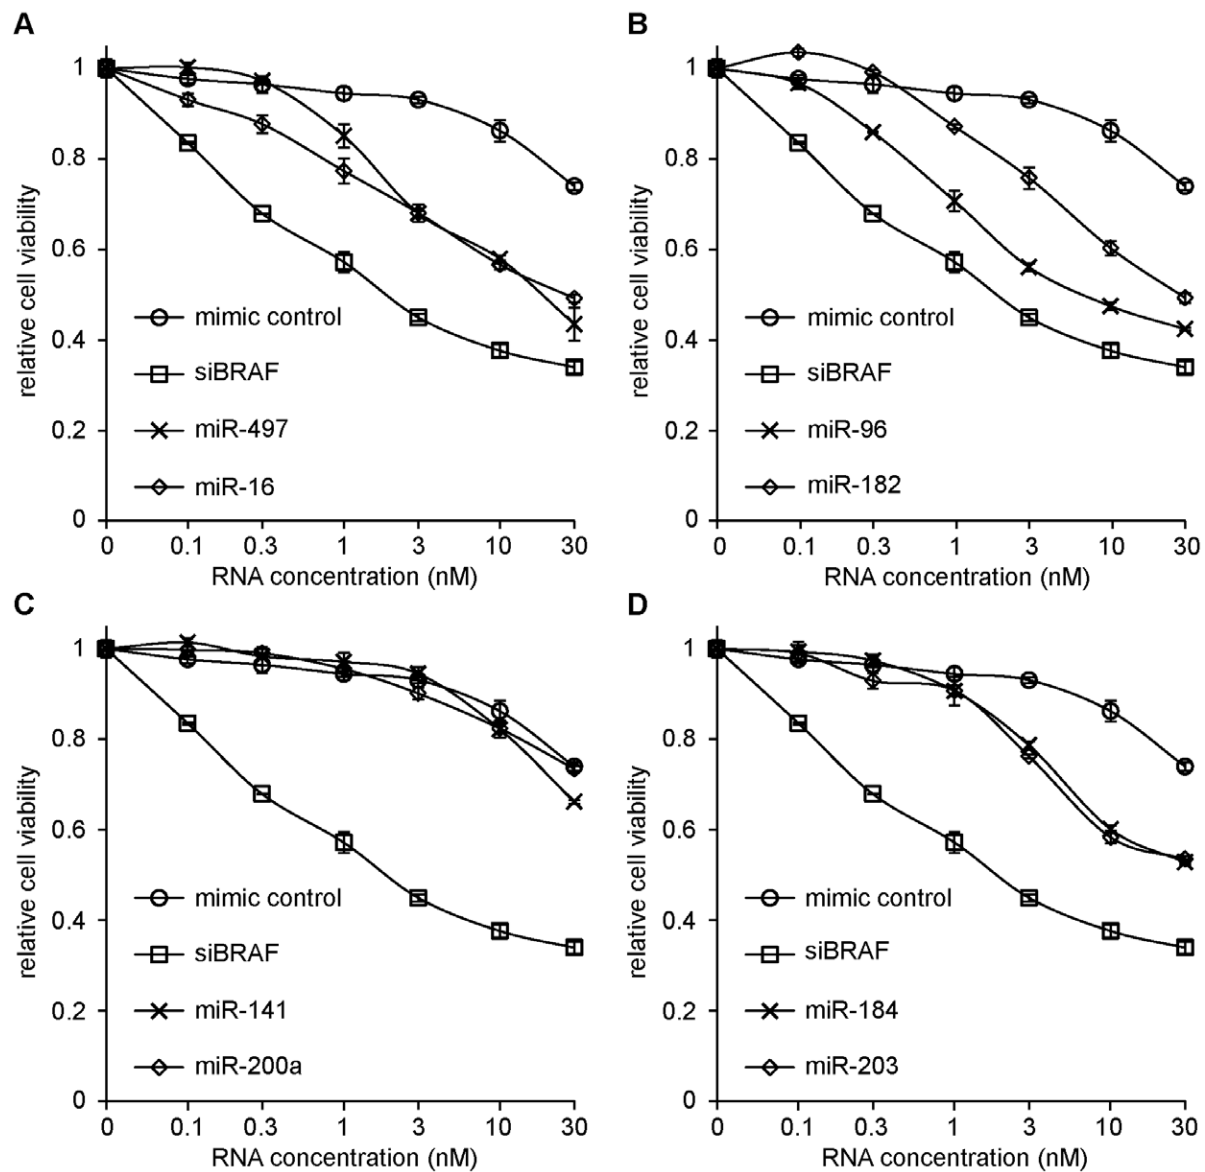 A
relative cell viability
1
0.8
0.6
0.4
0.2
0
mimic control
siBRAF
miR-497
miR-16
0 0.1 0.3 1 3 10 30
RNA concentration (nM)
B
relative cell viability
1
0.8
0.6
0.4
0.2
0
mimic control
siBRAF
miR-96
miR-182
0 0.1 0.3 1 3 10 30
RNA concentration (nM)
C
relative cell viability
1
0.8
0.6
0.4
0.2
0
mimic control
siBRAF
miR-141
miR-200a
0 0.1 0.3 1 3 10 30
RNA concentration (nM)
D
relative cell viability
1
0.8
0.6
0.4
0.2
0
mimic control
siBRAF
miR-184
miR-203
0 0.1 0.3 1 3 10 30
RNA concentration (nM)